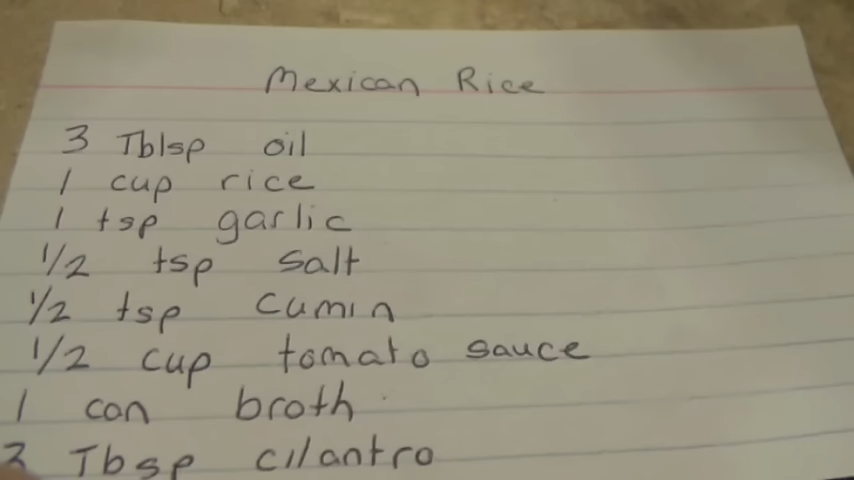 Mexican Rice
3 Tblsp oil
1 cup rice
1 tsp garlic
1/2 tsp salt
1/2 tsp cumin
1/2 cup tomato sauce
1 can broth
3 Tbsp cilantro